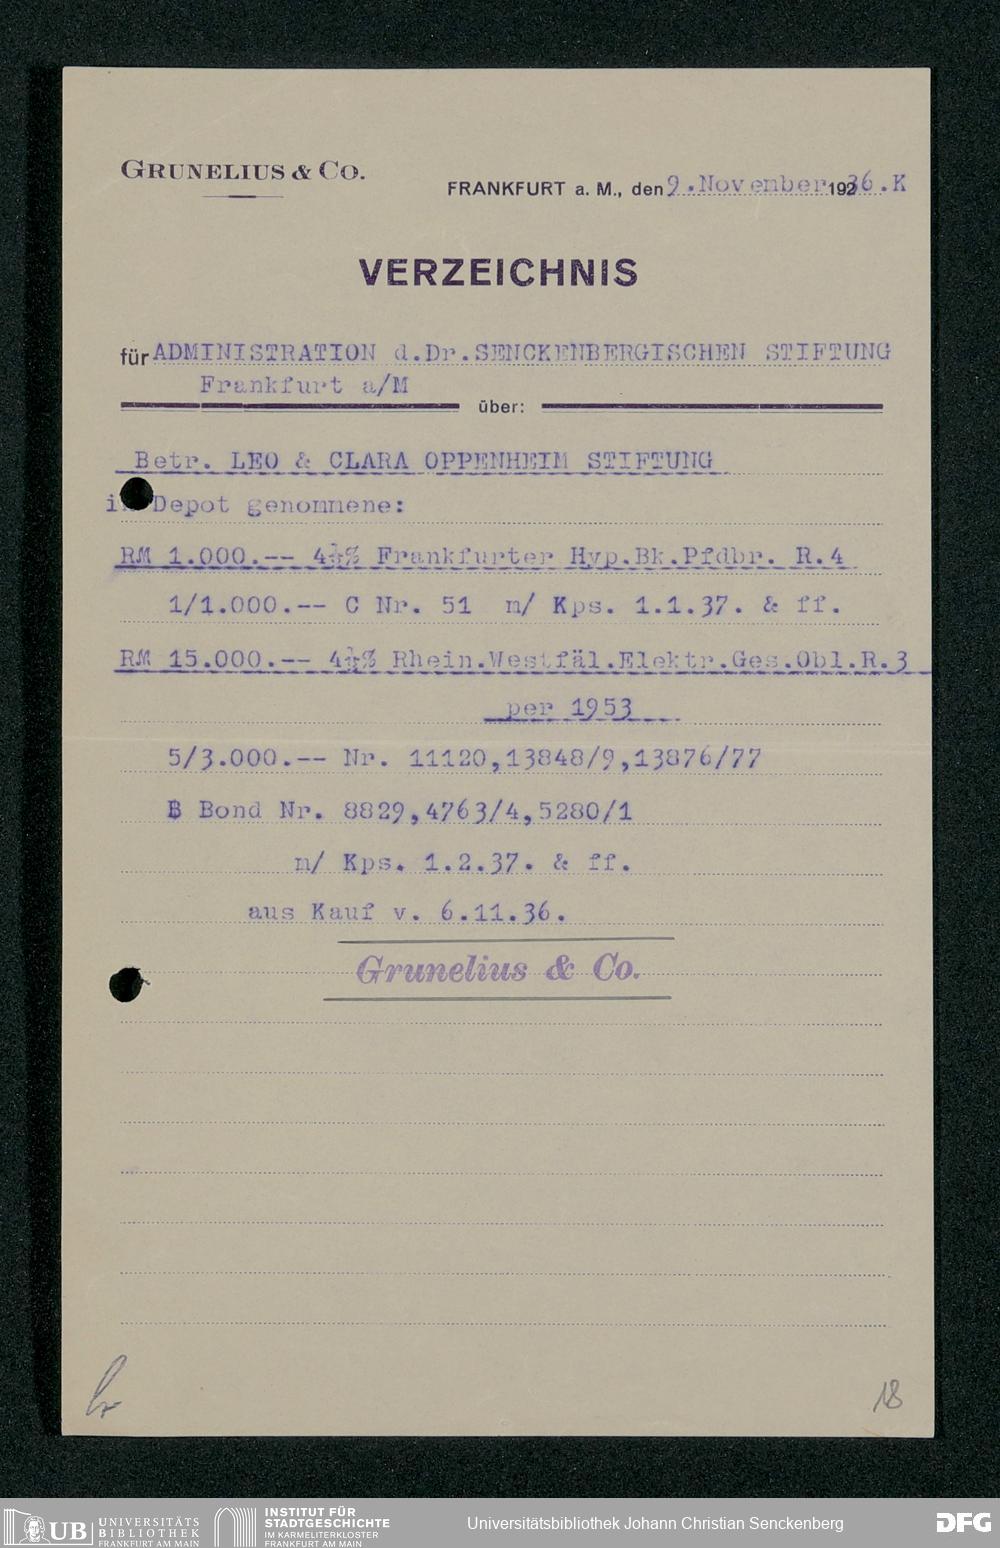 GRUNELIUS & CO.
FRANKFURT a. M., den 9.November 1936.K
VERZEICHNIS
für ADMINISTRATION d.Dr.SENCKENBERGISCHEN STIFTUNG
Frankfurt a/M
über:
Betr. LEO & CLARA OPPENHEIM STIFTUNG
in Depot genommene:
RM 1.000.-- 4½% Frankfurter Hyp.Bk.Pfdbr. R.4
1/1.000.-- C Nr. 51 m/ Kps. 1.1.37. & ff.
RM 15.000.-- 4½% Rhein.Westfäl.Elektr.Ges.Obl.R.3
per 1953
5/3.000.-- Nr. 11120,13848/9,13876/77
B Bond Nr. 8829,4763/4,5280/1
m/ Kps. 1.2.37. & ff.
aus Kauf v. 6.11.36.
Grunelius & Co.
18
UB UNIVERSITÄTS
BIBLIOTHEK
FRANKFURT AM MAIN
INSTITUT FÜR
STADTGESCHICHTE
IM KARMELITERKLOSTER
FRANKFURT AM MAIN
Universitätsbibliothek Johann Christian Senckenberg
DFG